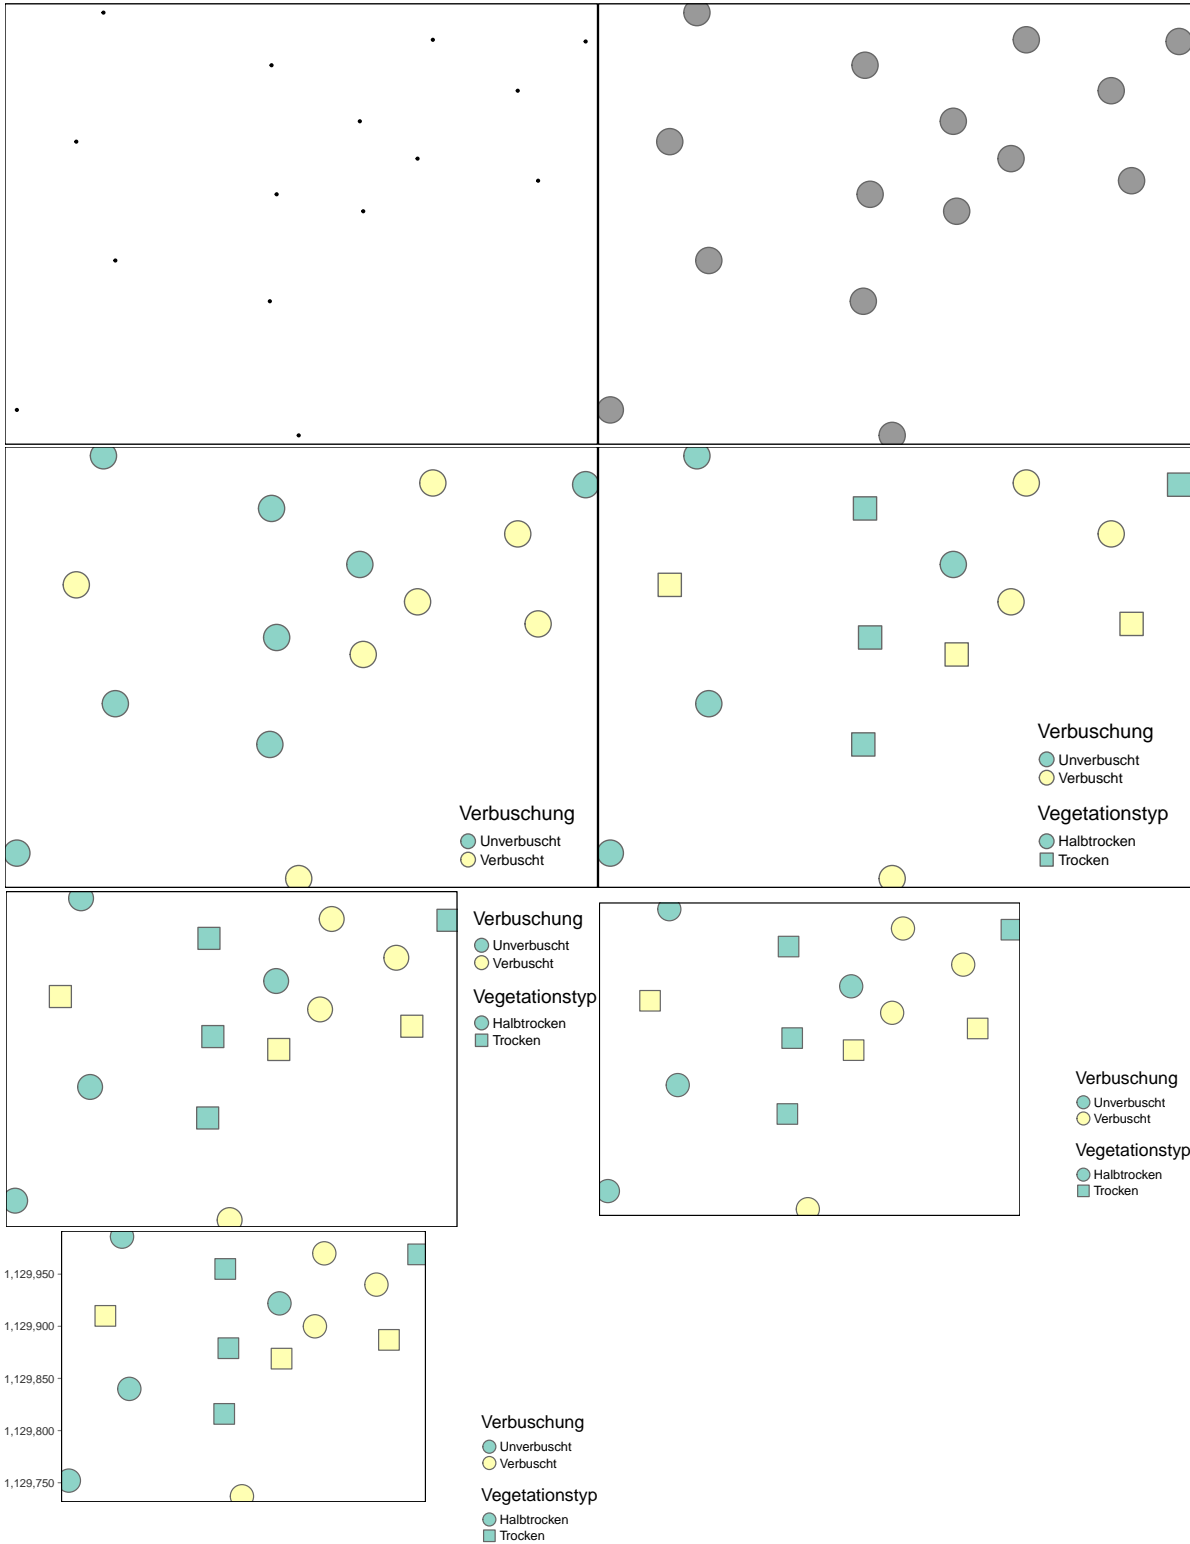 Verbuschung
Unverbuscht
Verbuscht
Verbuschung
Unverbuscht
Verbuscht
Vegetationstyp
Halbtrocken
Trocken
Verbuschung
Unverbuscht
Verbuscht
Vegetationstyp
Halbtrocken
Trocken
Verbuschung
Unverbuscht
Verbuscht
Vegetationstyp
Halbtrocken
Trocken
1,129,950
1,129,900
1,129,850
1,129,800
1,129,750
Verbuschung
Unverbuscht
Verbuscht
Vegetationstyp
Halbtrocken
Trocken